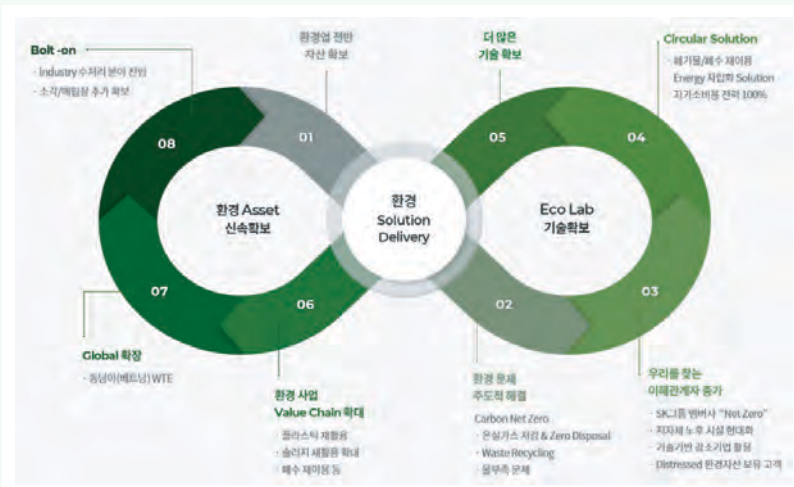 Bolt -on
· Industry 수처리 분야 진입
· 소각/매립장 추가 확보
환경업 전반
자산 확보
더 많은
기술 확보
Circular Solution
· 폐기물/폐수 재이용
Energy 자립화 Solution
자가소비용 전력 100%
08
01
05
04
환경 Asset
신속확보
환경
Solution
Delivery
Eco Lab
기술확보
07
06
02
03
Global 확장
· 동남아(베트남) WTE
환경 사업
Value Chain 확대
· 플라스틱 재활용
· 슬러지 재활용 확대
· 폐수 재이용 등
환경 문제
주도적 해결
Carbon Net Zero
· 온실가스 저감 & Zero Disposal
· Waste Recycling
· 물부족 문제
우리를 찾는
이해관계자 증가
· SK그룹 멤버사 "Net Zero"
· 지자체 노후 시설 현대화
· 기술기반 강소기업 활용
· Distressed 환경자산 보유 고객